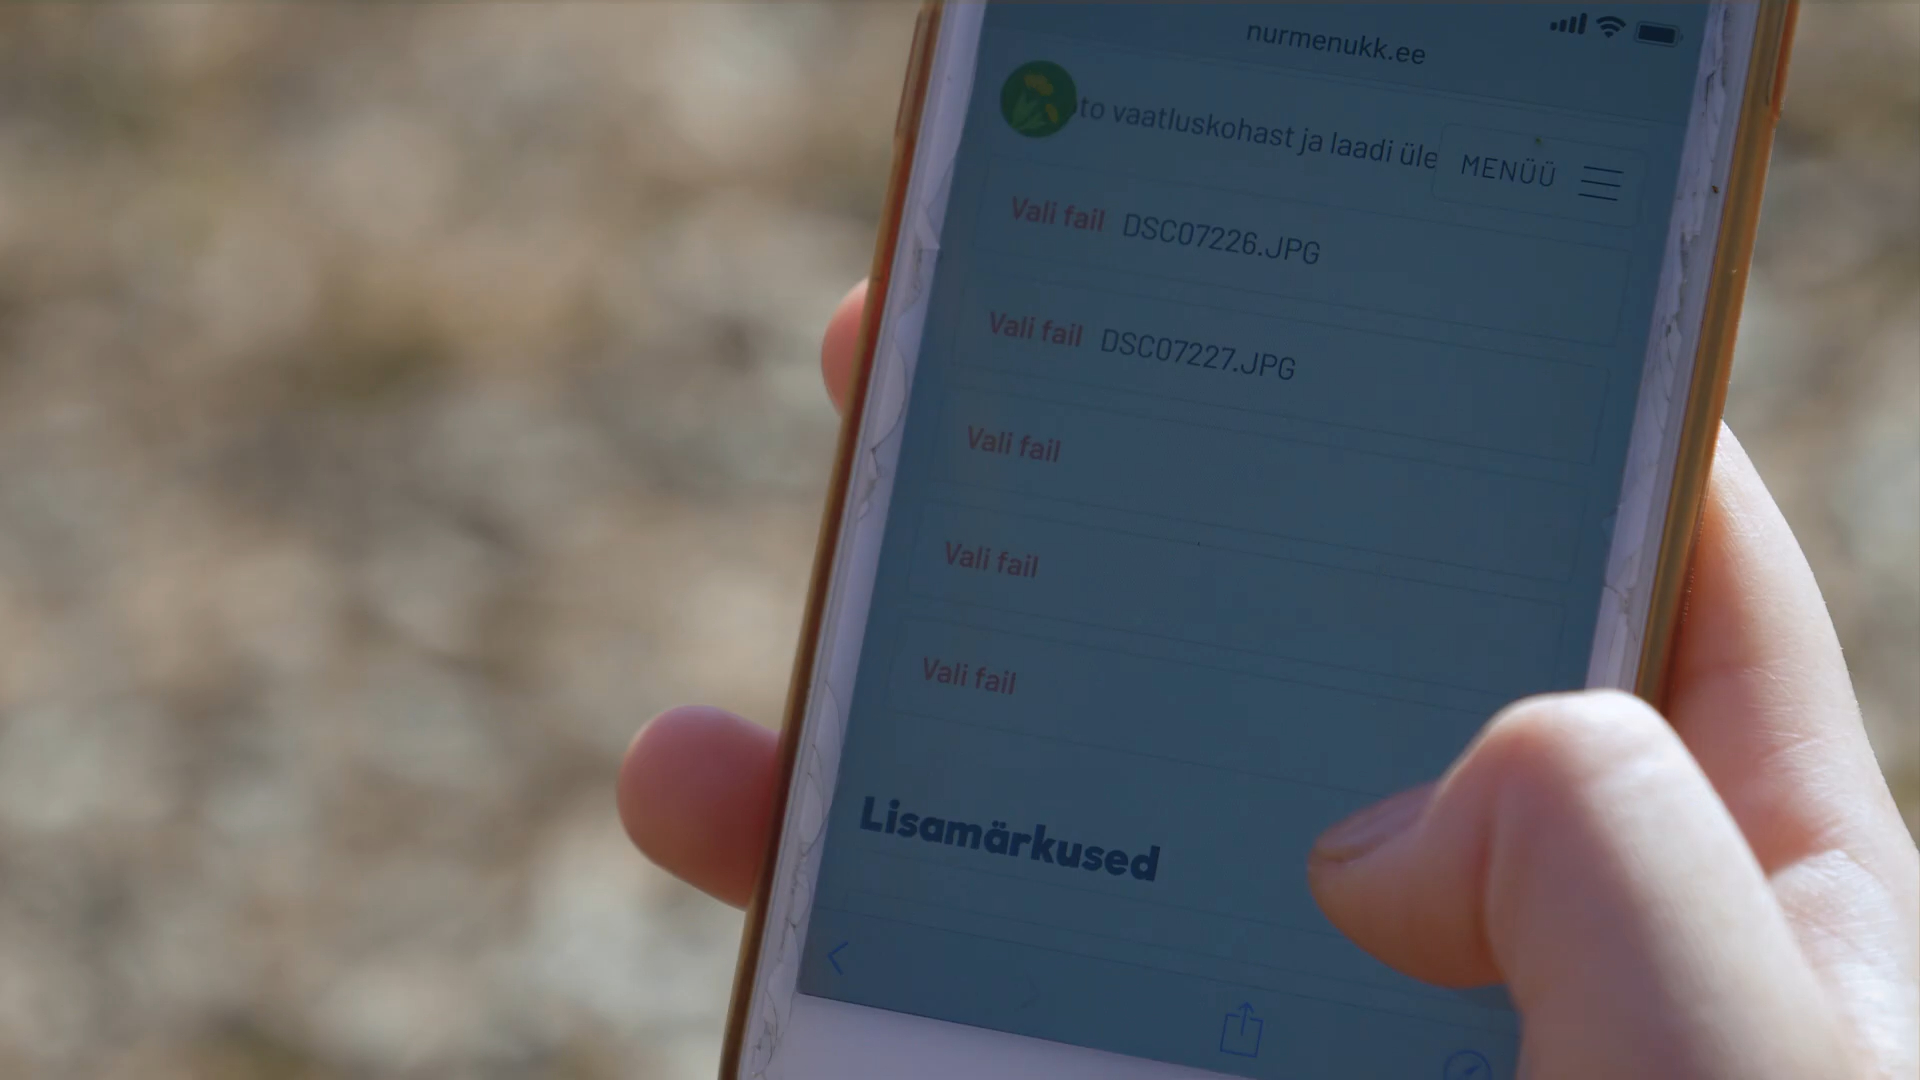 nurmenukk.ee
to vaatluskohast ja laadi üle
MENÜÜ
Vali fail DSC07226.JPG
Vali fail DSC07227.JPG
Vali fail
Vali fail
Vali fail
Lisamärkused